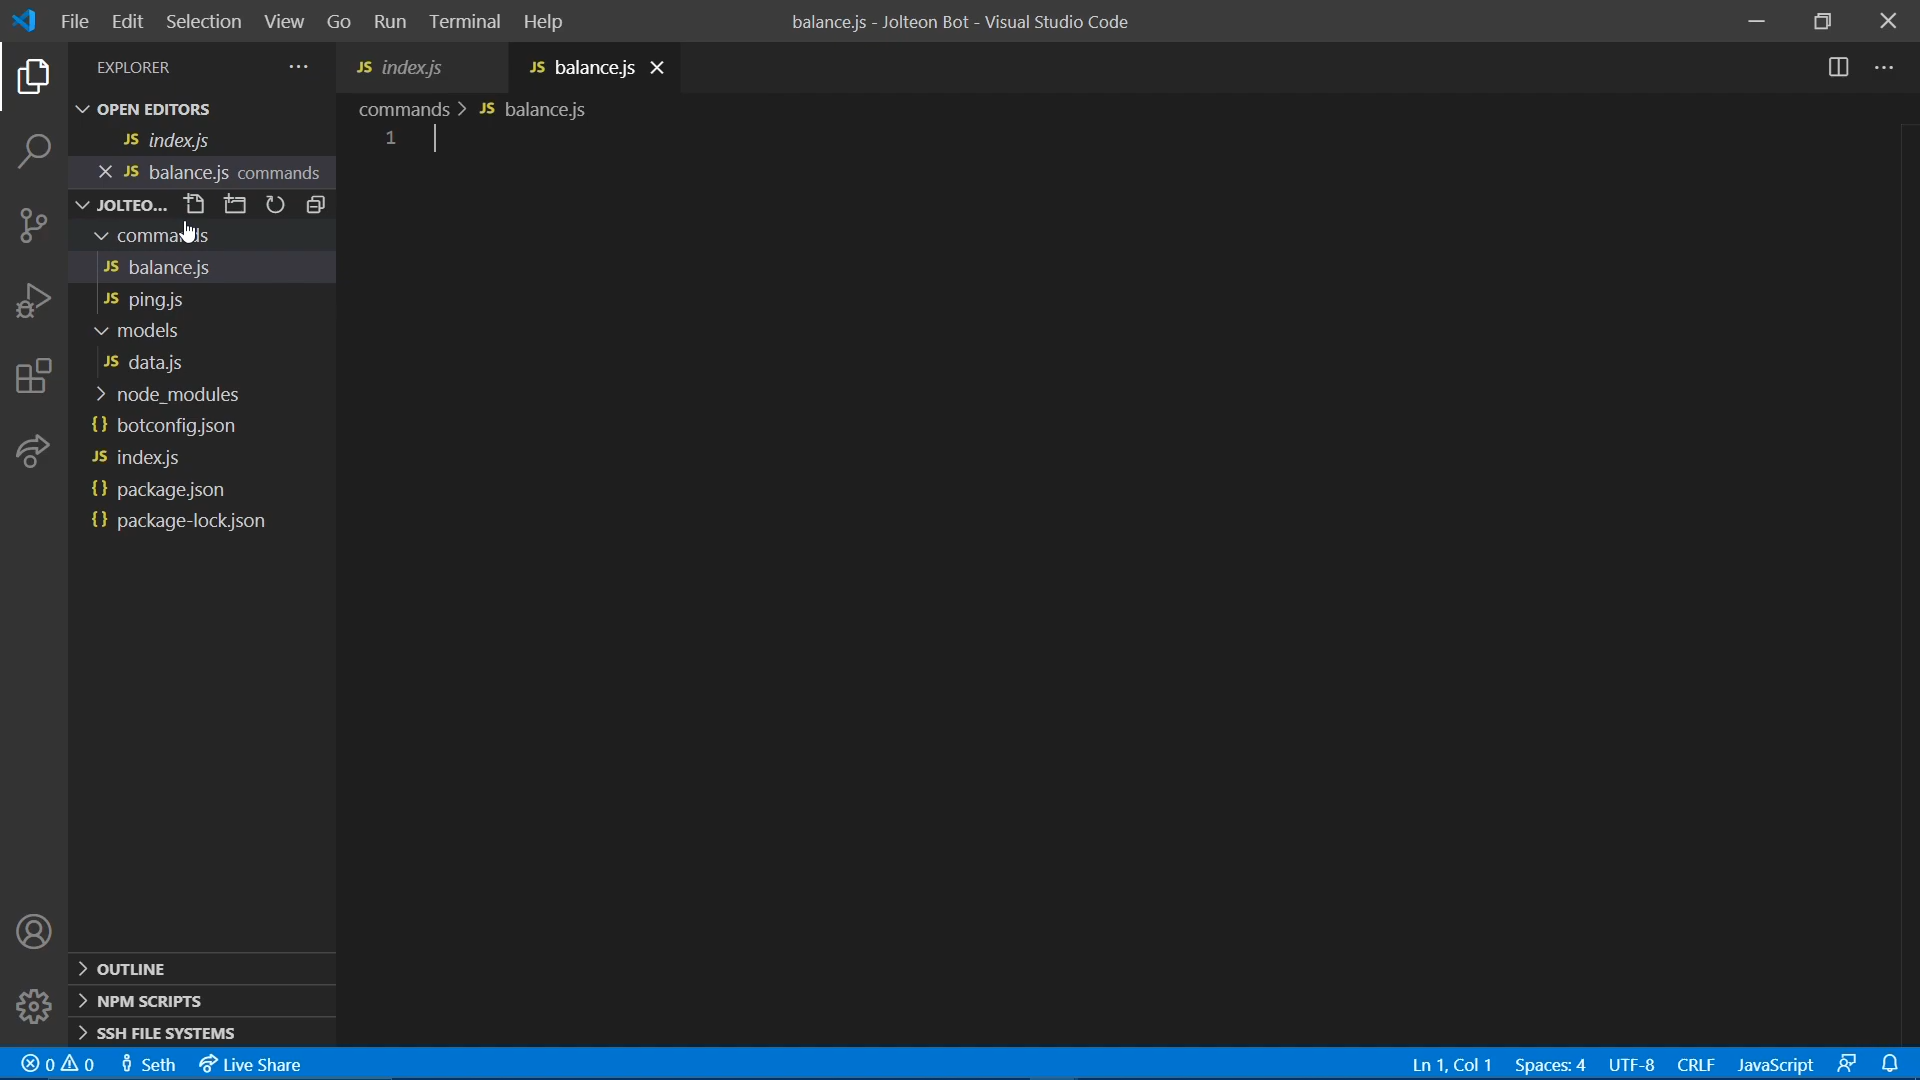 File Edit Selection View Go Run Terminal Help
balance.js - Jolteon Bot - Visual Studio Code
EXPLORER
OPEN EDITORS
JS index.js
JS balance.js commands
JOLTEO...
commands
JS balance.js
JS ping.js
models
JS data.js
node_modules
{} botconfig.json
JS index.js
{} package.json
{} package-lock.json
OUTLINE
NPM SCRIPTS
SSH FILE SYSTEMS
JS index.js
JS balance.js
commands > JS balance.js
1
0 0 Seth Live Share
Ln 1, Col 1 Spaces: 4 UTF-8 CRLF JavaScript